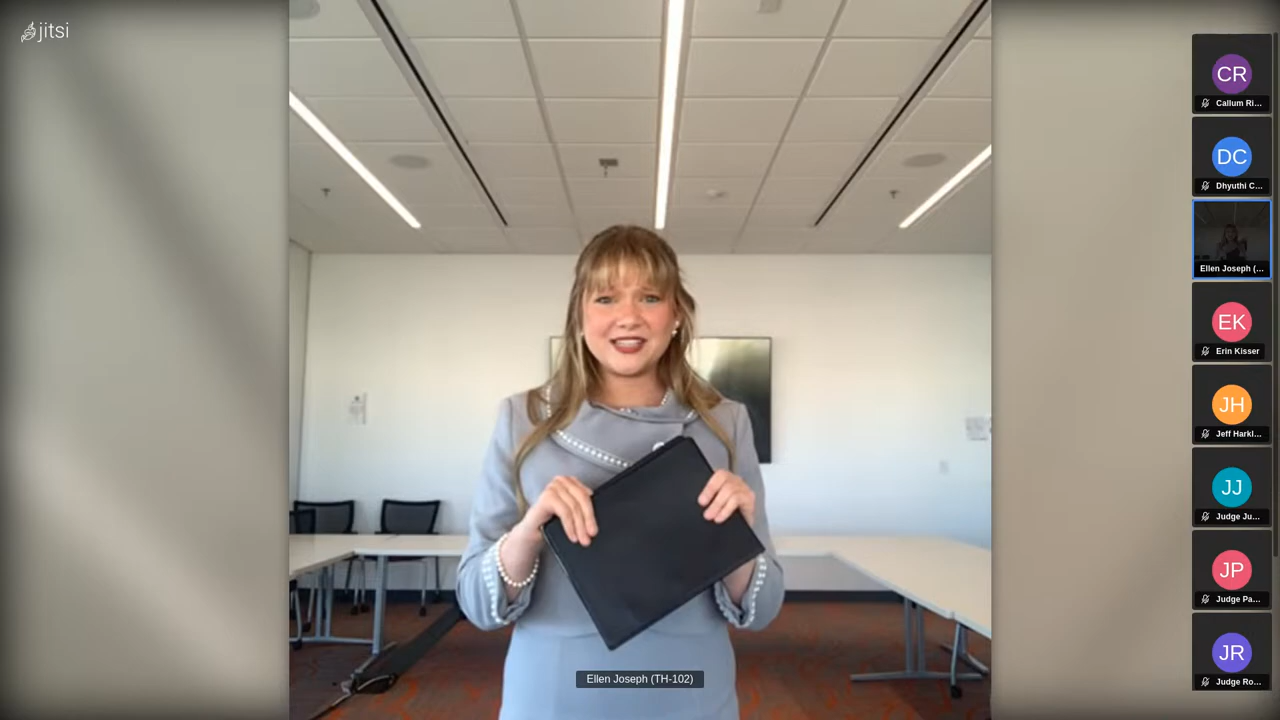 jitsi
CR
Callum Ri...
DC
Dhyuthi C...
Ellen Joseph (...
EK
Erin Kisser
JH
Jeff Harkl...
JJ
Judge Ju...
JP
Judge Pa...
JR
Judge Ro...
Ellen Joseph (TH-102)